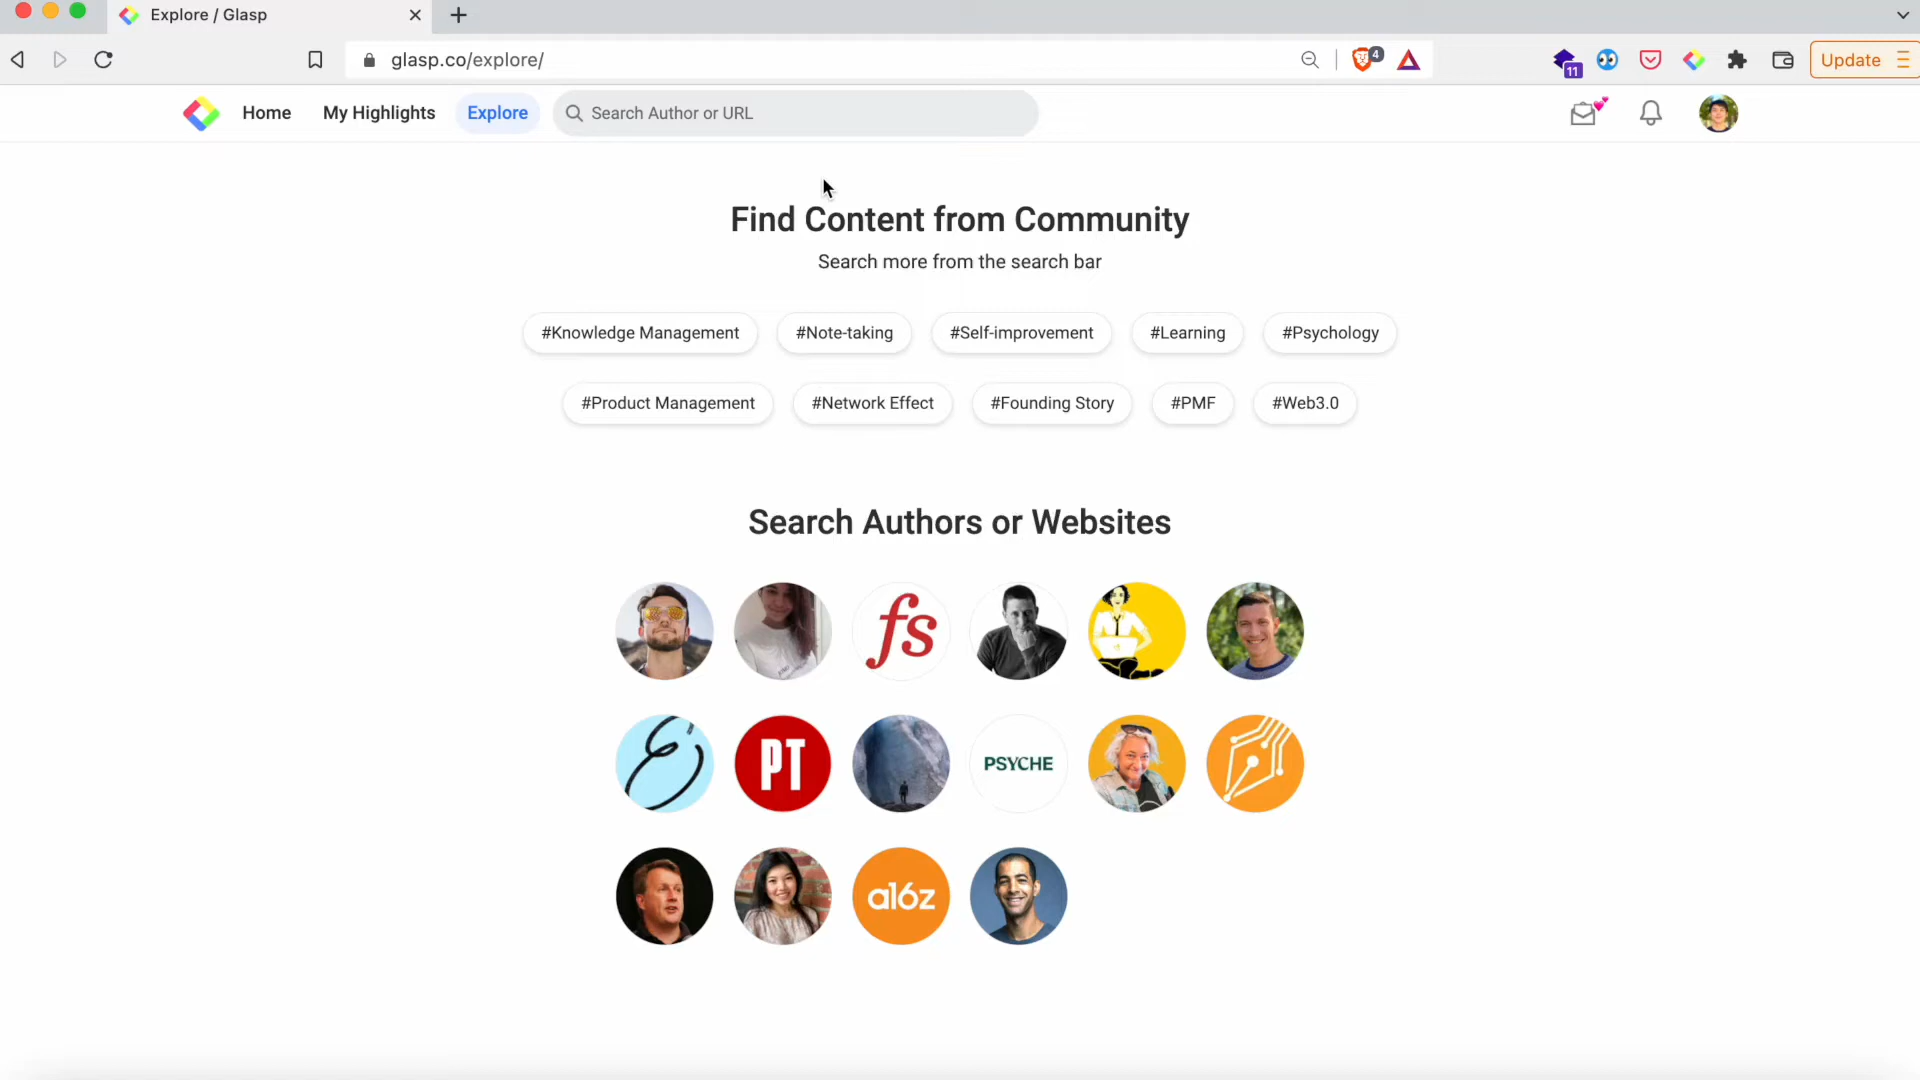 Explore / Glasp
glasp.co/explore/
4
11
Update
Home
My Highlights
Explore
Search Author or URL
Find Content from Community
Search more from the search bar
#Knowledge Management
#Note-taking
#Self-improvement
#Learning
#Psychology
#Product Management
#Network Effect
#Founding Story
#PMF
#Web3.0
Search Authors or Websites
fs
PT
PSYCHE
a16z